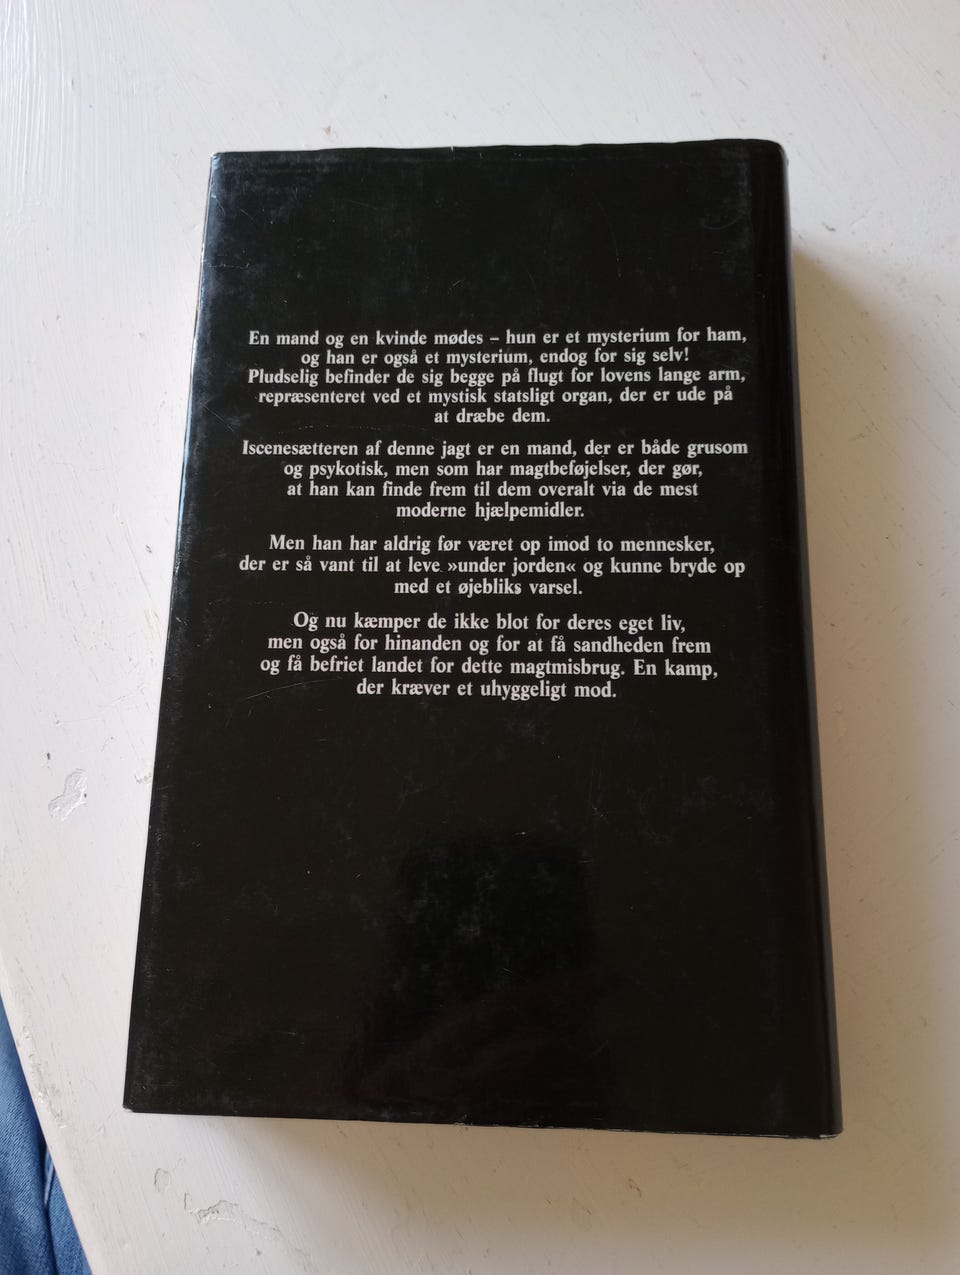 En mand og en kvinde mødes – hun er et mysterium for ham,
og han er også et mysterium, endog for sig selv!
Pludselig befinder de sig begge på flugt for lovens lange arm,
repræsenteret ved et mystisk statsligt organ, der er ude på
at dræbe dem.
Iscenesætteren af denne jagt er en mand, der er både grusom
og psykotisk, men som har magtbeføjelser, der gør,
at han kan finde frem til dem overalt via de mest
moderne hjælpemidler.
Men han har aldrig før været op imod to mennesker,
der er så vant til at leve »under jorden« og kunne bryde op
med et øjebliks varsel.
Og nu kæmper de ikke blot for deres eget liv,
men også for hinanden og for at få sandheden frem
og få befriet landet for dette magtmisbrug. En kamp,
der kræver et uhyggeligt mod.